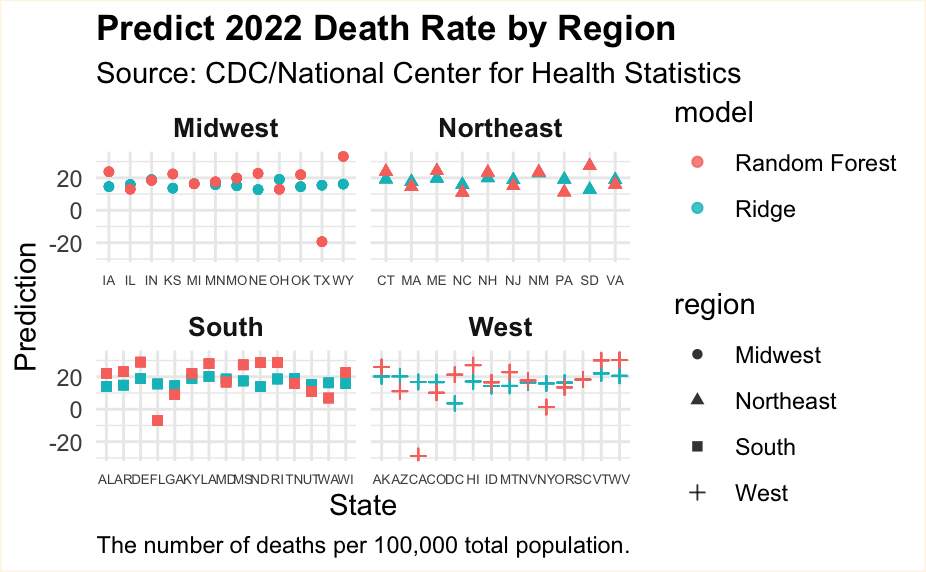 Predict 2022 Death Rate by Region
Source: CDC/National Center for Health Statistics
Midwest
Northeast
20
0
-20
IA IL IN KS MI MN MO NE OH OK TX WY
CT MA ME NC NH NJ NM PA SD VA
South
West
20
0
-20
AL AR DE FL GA KY LA MD MS ND RI TN UT WA WI
AK AZ CA CO DC HI ID MT NV NY OR SC VT WV
Prediction
State
The number of deaths per 100,000 total population.
model
Random Forest
Ridge
region
Midwest
Northeast
South
West